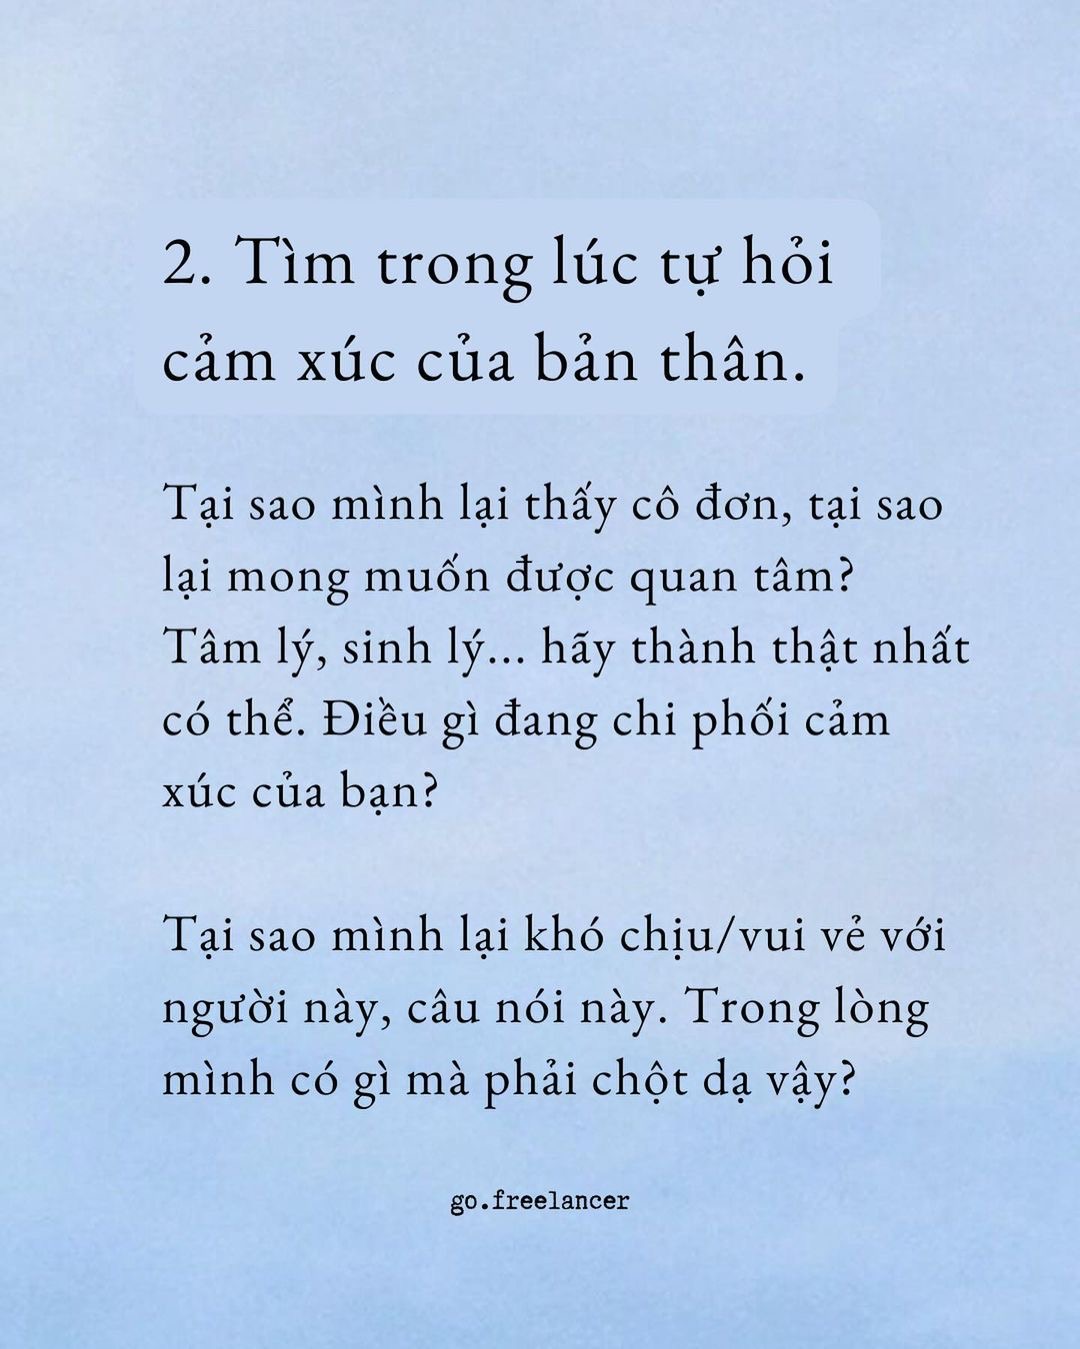 2. Tìm trong lúc tự hỏi
cảm xúc của bản thân.
Tại sao mình lại thấy cô đơn, tại sao
lại mong muốn được quan tâm?
Tâm lý, sinh lý... hãy thành thật nhất
có thể. Điều gì đang chi phối cảm
xúc của bạn?
Tại sao mình lại khó chịu/vui vẻ với
người này, câu nói này. Trong lòng
mình có gì mà phải chột dạ vậy?
go.freelancer